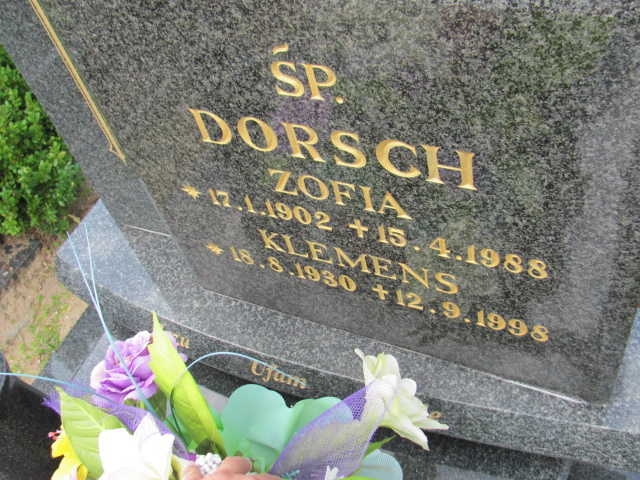 ŚP.
DORSCH
ZOFIA
* 17.1.1902 + 15.4.1988
KLEMENS
* 18.8.1930 + 12.9.1998
Ufam